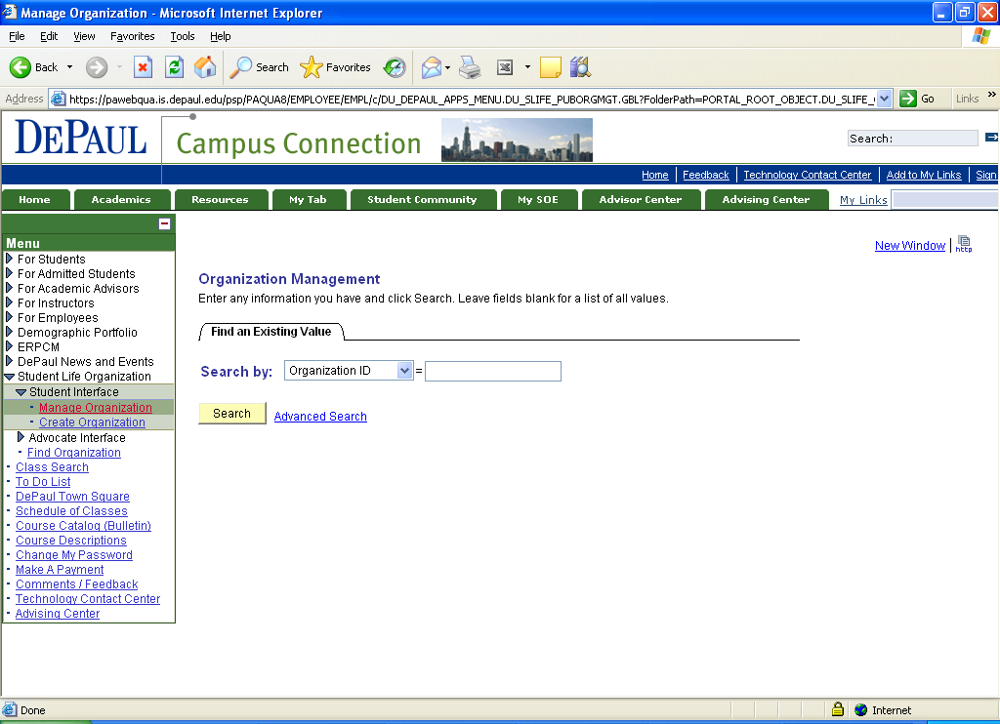 Manage Organization - Microsoft Internet Explorer
File Edit View Favorites Tools Help
Back Search Favorites
Address https://pawebqua.is.depaul.edu/psp/PAQUA8/EMPLOYEE/EMPL/c/DU_DEPAUL_APPS_MENU.DU_SLIFE_PUBORGMGT.GBL?FolderPath=PORTAL_ROOT_OBJECT.DU_SLIFE_ Go Links »
DEPAUL Campus Connection
Search:
Home Feedback Technology Contact Center Add to My Links Sign
Home Academics Resources My Tab Student Community My SOE Advisor Center Advising Center My Links
Menu
For Students
For Admitted Students
For Academic Advisors
For Instructors
For Employees
Demographic Portfolio
ERPCM
DePaul News and Events
Student Life Organization
Student Interface
- Manage Organization
- Create Organization
Advocate Interface
- Find Organization
- Class Search
- To Do List
- DePaul Town Square
- Schedule of Classes
- Course Catalog (Bulletin)
- Course Descriptions
- Change My Password
- Make A Payment
- Comments / Feedback
- Technology Contact Center
- Advising Center
New Window http
Organization Management
Enter any information you have and click Search. Leave fields blank for a list of all values.
Find an Existing Value
Search by: Organization ID =
Search Advanced Search
Done Internet